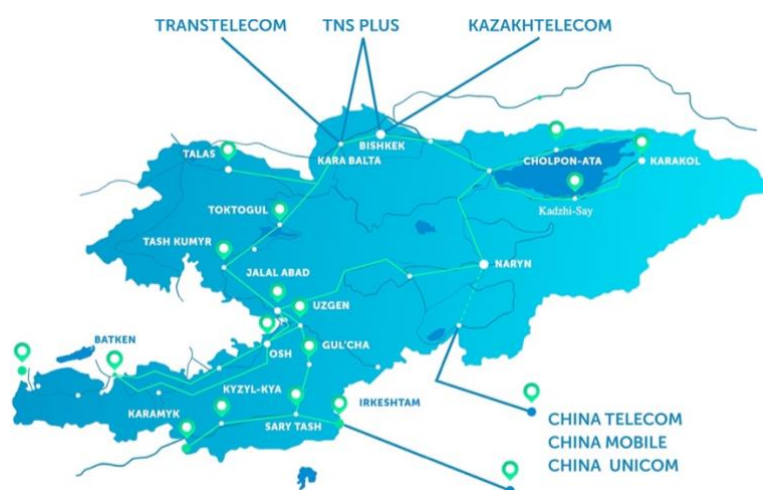 TRANSTELECOM
TNS PLUS
KAZAKHTELECOM
BISHKEK
KARA BALTA
TALAS
CHOLPON-ATA
KARAKOL
Kadzhi-Say
TOKTOGUL
TASH KUMYR
NARYN
JALAL ABAD
UZGEN
BATKEN
OSH
GUL'CHA
KYZYL-KYA
IRKESHTAM
KARAMYK
SARY TASH
CHINA TELECOM
CHINA MOBILE
CHINA UNICOM